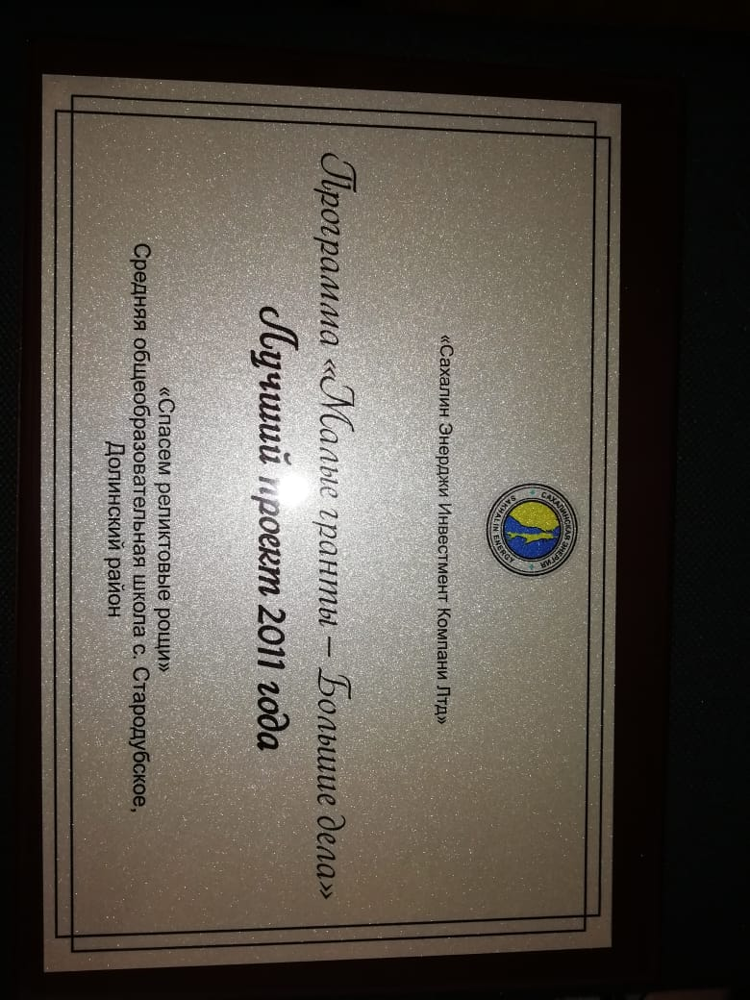 САХАЛИНСКАЯ ЭНЕРГИЯ
SAKHALIN ENERGY
«Сахалин Энерджи Инвестмент Компани Лтд»
Программа «Малые гранты – Большие дела»
Лучший проект 2011 года
«Спасем реликтовые рощи»
Средняя общеобразовательная школа с. Стародубское,
Долинский район